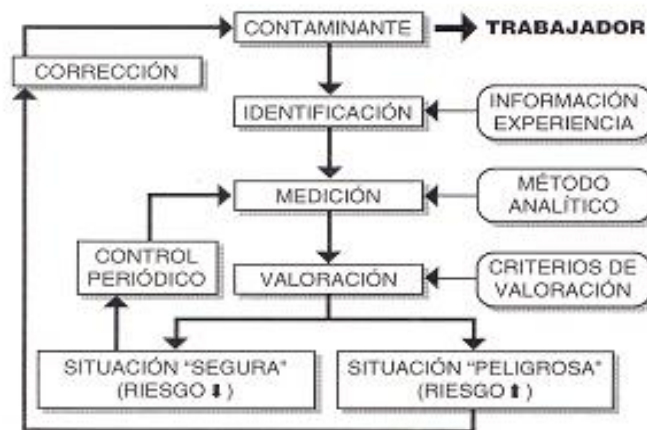 CONTAMINANTE
TRABAJADOR
CORRECCIÓN
IDENTIFICACIÓN
INFORMACIÓN
EXPERIENCIA
MEDICIÓN
MÉTODO
ANALÍTICO
CONTROL
PERIÓDICO
VALORACIÓN
CRITERIOS DE
VALORACIÓN
SITUACIÓN "SEGURA"
(RIESGO ⬇)
SITUACIÓN "PELIGROSA"
(RIESGO ⬆)